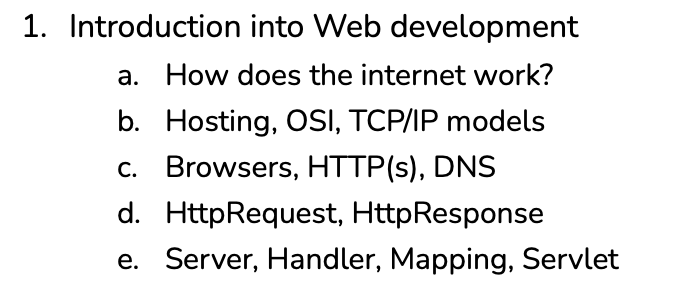 1. Introduction into Web development
a. How does the internet work?
b. Hosting, OSI, TCP/IP models
c. Browsers, HTTP(s), DNS
d. HttpRequest, HttpResponse
e. Server, Handler, Mapping, Servlet